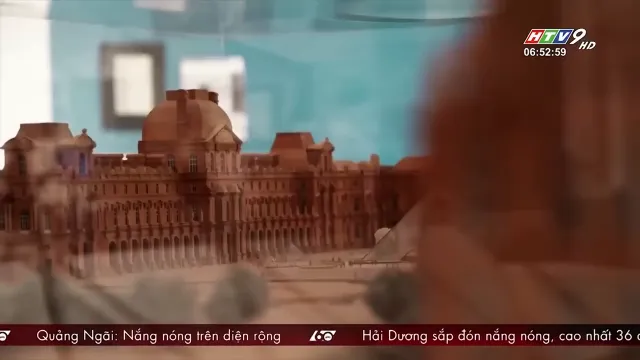 HTV9 HD
06:52:59
Quảng Ngãi: Nắng nóng trên diện rộng
60 Hải Dương sắp đón nắng nóng, cao nhất 36